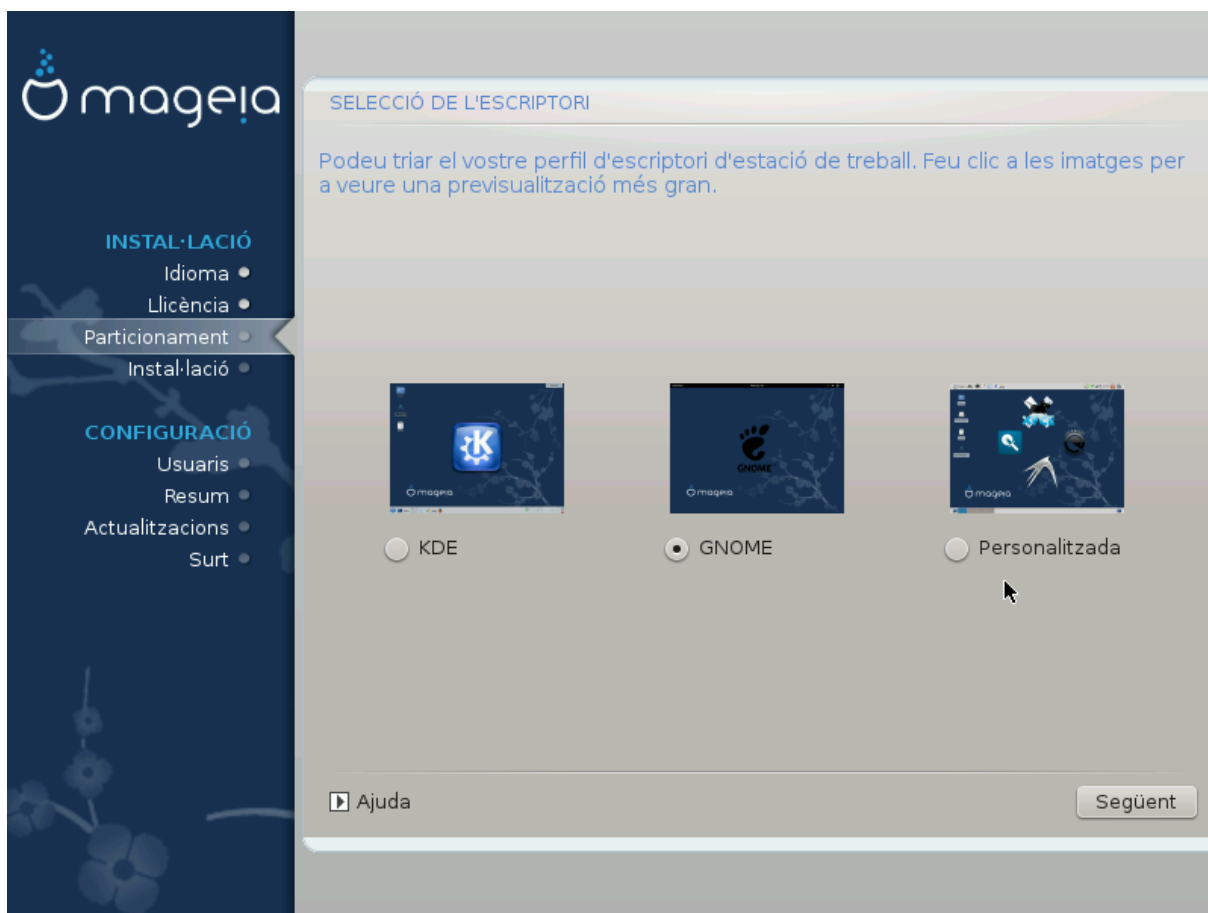 mageia
INSTAL·LACIÓ
Idioma
Llicència
Particionament
Instal·lació
CONFIGURACIÓ
Usuaris
Resum
Actualitzacions
Surt
SELECCIÓ DE L'ESCRIPTORI
Podeu triar el vostre perfil d'escriptori d'estació de treball. Feu clic a les imatges per
a veure una previsualització més gran.
mageia
GNOME
mageia
mageia
KDE
GNOME
Personalitzada
Ajuda
Següent